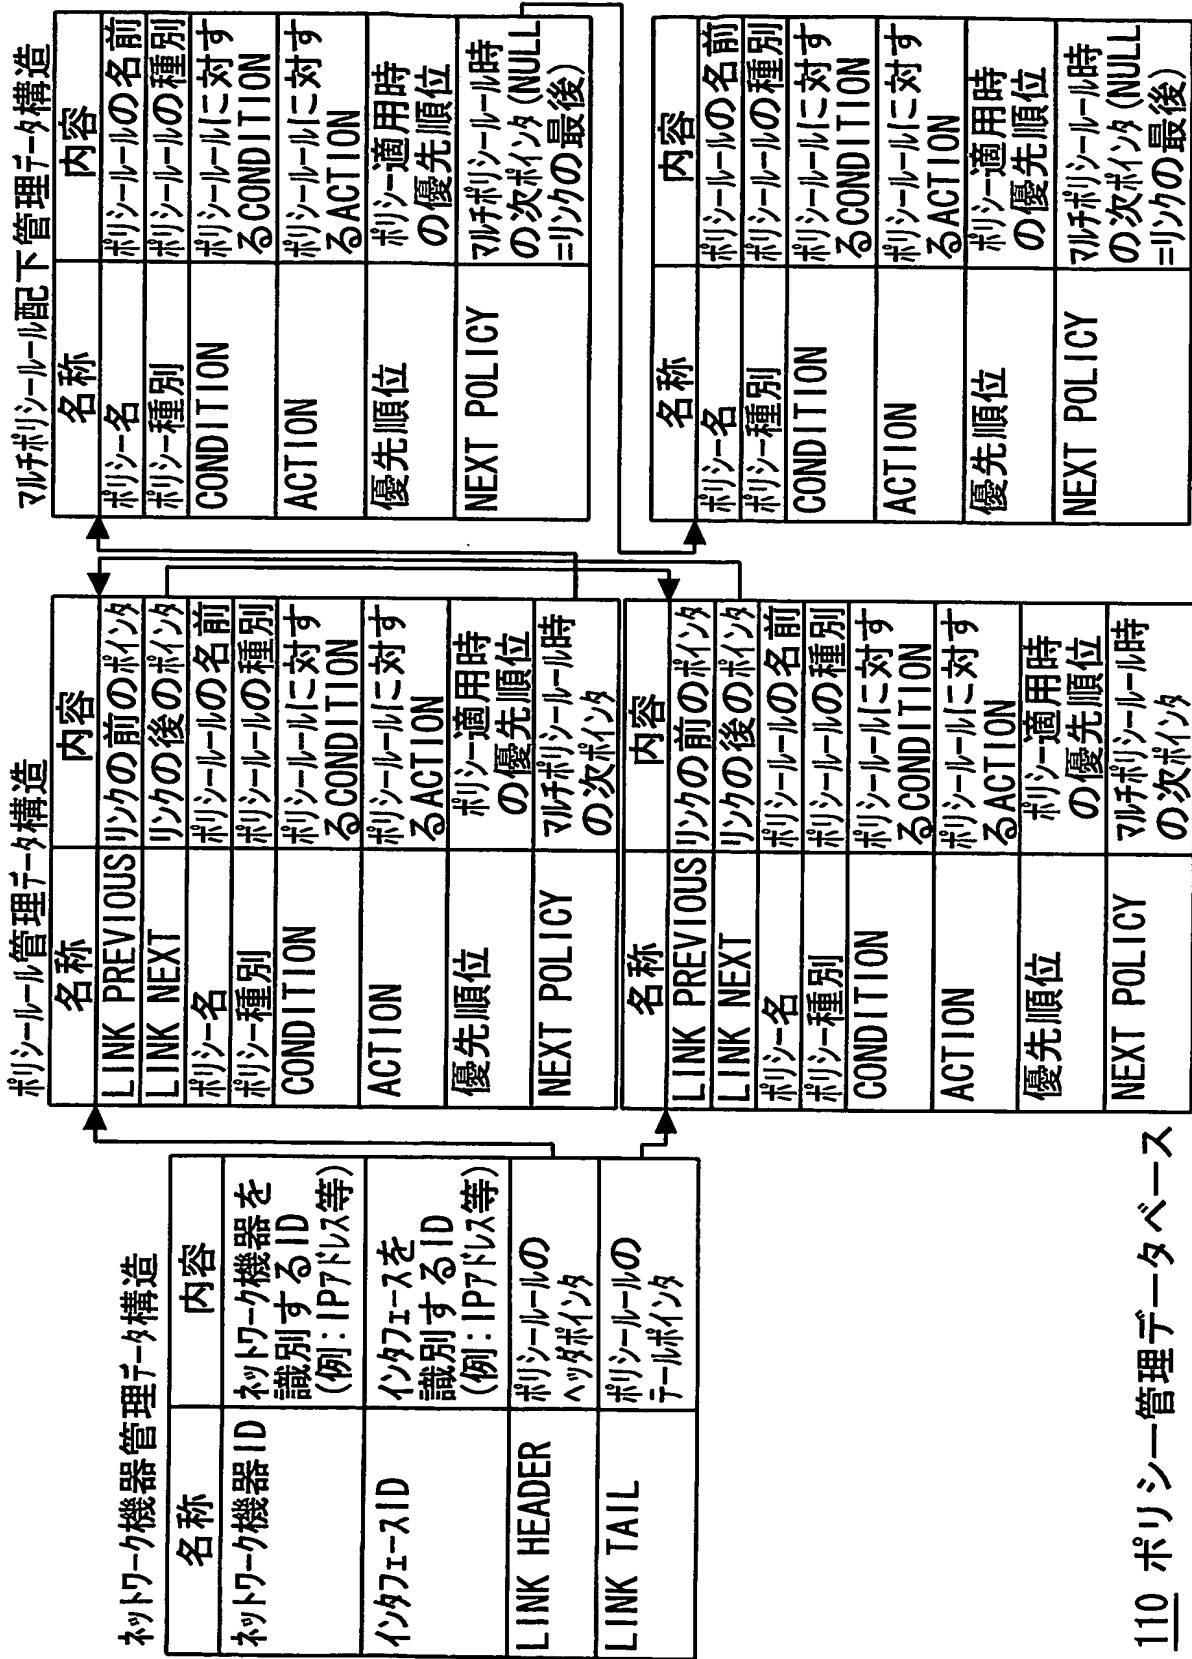 ネットワーク機器管理データ構造
名称 内容
ネットワーク機器ID ネットワーク機器を
識別するID
(例:IPアドレス等)
インタフェースID インタフェースを
識別するID
(例:IPアドレス等)
LINK HEADER ポリシールールの
ヘッダポインタ
LINK TAIL ポリシールールの
テールポインタ
ポリシールール管理データ構造
名称 内容
LINK PREVIOUS リンクの前のポインタ
LINK NEXT リンクの後のポインタ
ポリシー名 ポリシールールの名前
ポリシー種別 ポリシールールの種別
CONDITION ポリシールールに対す
るCONDITION
ACTION ポリシールールに対す
るACTION
優先順位 ポリシー適用時
の優先順位
NEXT POLICY マルチポリシールール時
の次ポインタ
名称 内容
LINK PREVIOUS リンクの前のポインタ
LINK NEXT リンクの後のポインタ
ポリシー名 ポリシールールの名前
ポリシー種別 ポリシールールの種別
CONDITION ポリシールールに対す
るCONDITION
ACTION ポリシールールに対す
るACTION
優先順位 ポリシー適用時
の優先順位
NEXT POLICY マルチポリシールール時
の次ポインタ
マルチポリシールール配下管理データ構造
名称 内容
ポリシー名 ポリシールールの名前
ポリシー種別 ポリシールールの種別
CONDITION ポリシールールに対す
るCONDITION
ACTION ポリシールールに対す
るACTION
優先順位 ポリシー適用時
の優先順位
NEXT POLICY マルチポリシールール時
の次ポインタ(NULL
=リンクの最後)
名称 内容
ポリシー名 ポリシールールの名前
ポリシー種別 ポリシールールの種別
CONDITION ポリシールールに対す
るCONDITION
ACTION ポリシールールに対す
るACTION
優先順位 ポリシー適用時
の優先順位
NEXT POLICY マルチポリシールール時
の次ポインタ(NULL
=リンクの最後)
110 ポリシー管理データベース